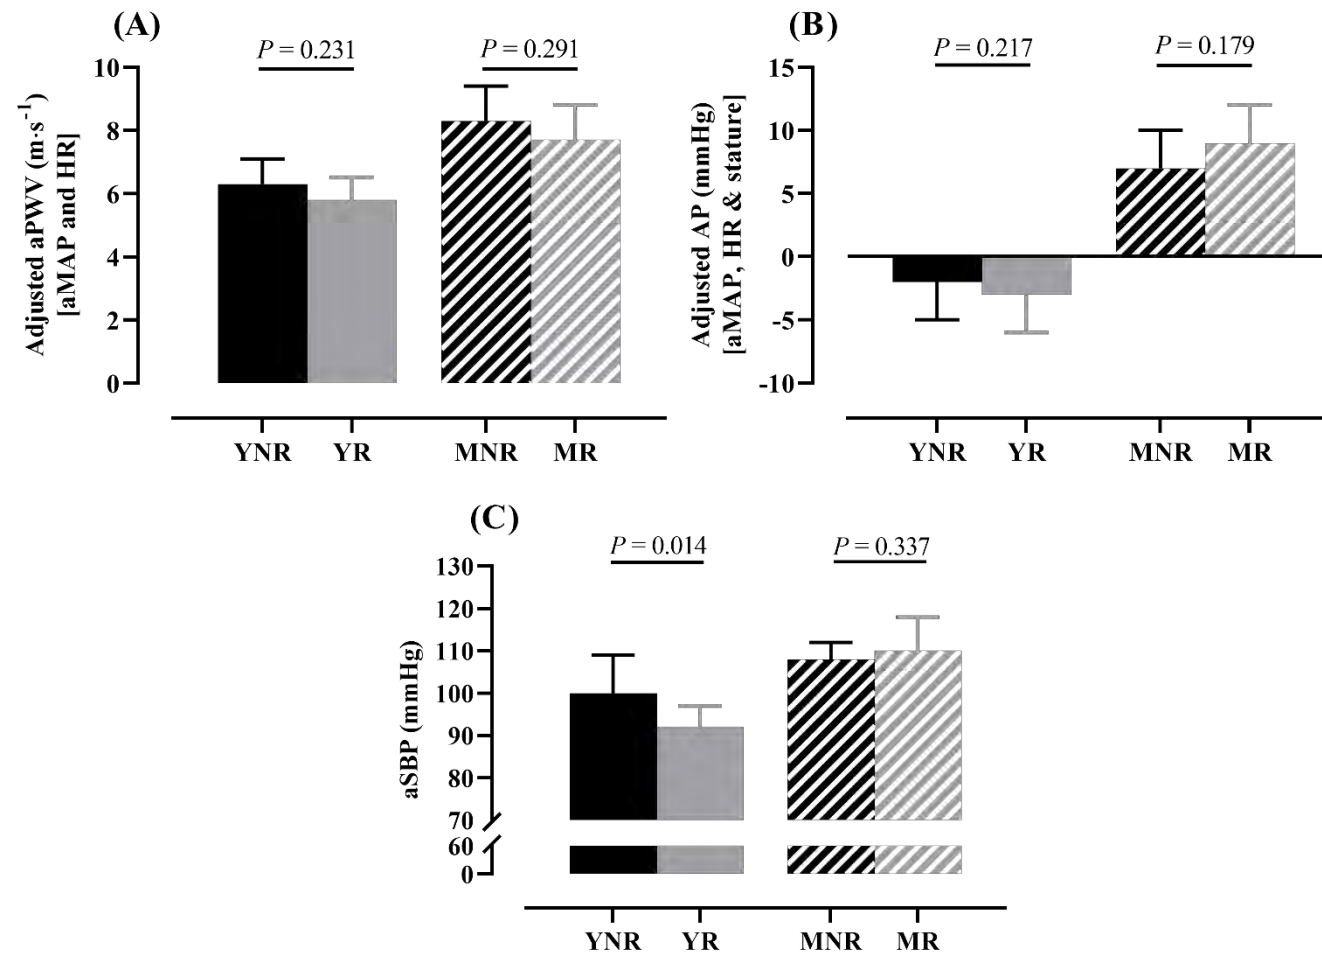 (A)
P = 0.231
P = 0.291
Adjusted aPWV (m·s⁻¹)
[aMAP and HR]
10
8
6
4
2
0
YNR YR MNR MR
(B)
P = 0.217
P = 0.179
Adjusted AP (mmHg)
[aMAP, HR & stature]
15
10
5
0
-5
-10
YNR YR MNR MR
(C)
P = 0.014
P = 0.337
aSBP (mmHg)
130
120
110
100
90
80
70
60
0
YNR YR MNR MR